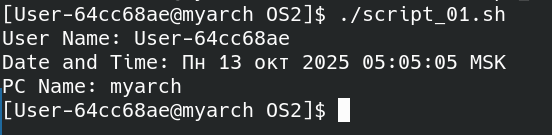 [User-64cc68ae@myarch OS2]$ ./script_01.sh
User Name: User-64cc68ae
Date and Time: Пн 13 окт 2025 05:05:05 MSK
PC Name: myarch
[User-64cc68ae@myarch OS2]$